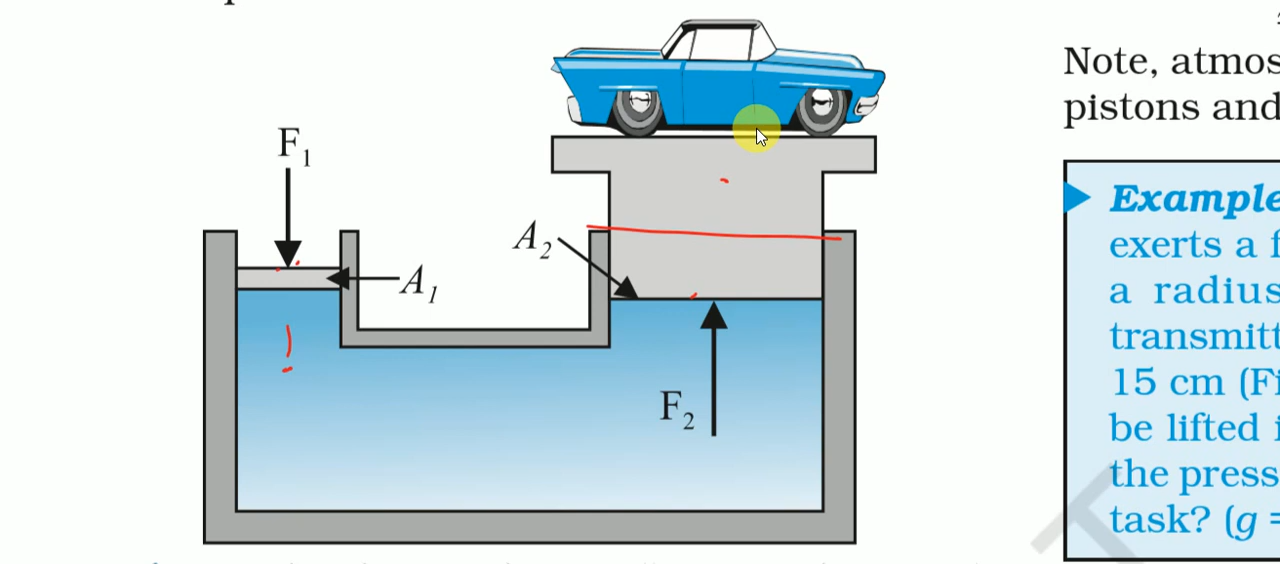 F1
A1
A2
F2
Note, atmos
pistons and
Example
exerts a f
a radius
transmitt
15 cm (Fi
be lifted i
the press
task? (g =